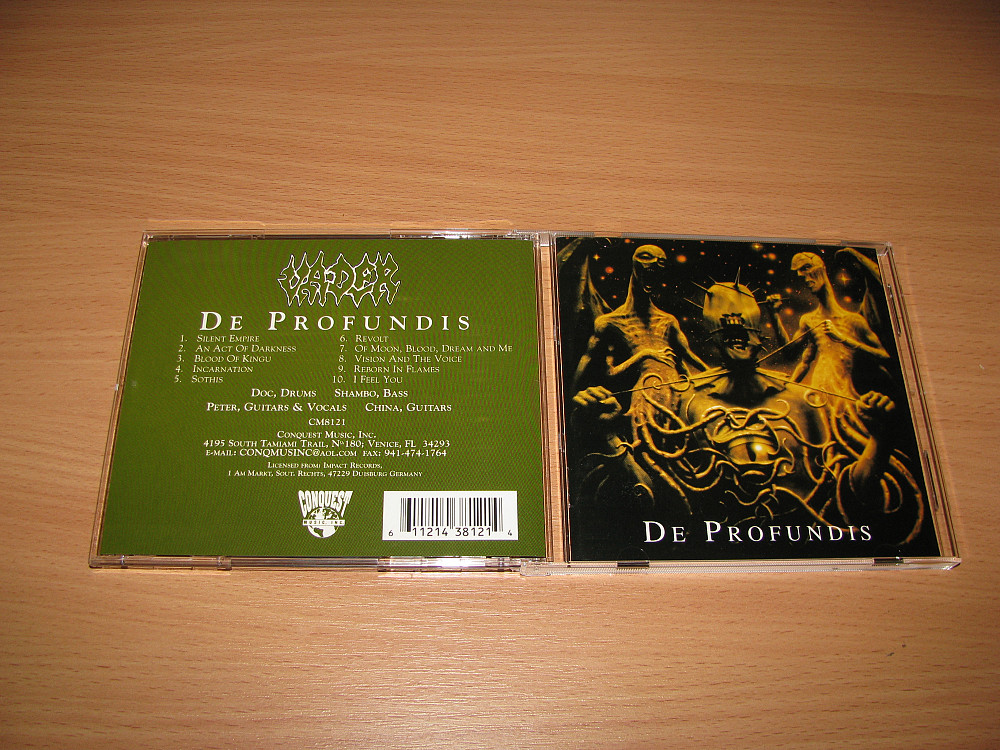 VADER
DE PROFUNDIS
1. SILENT EMPIRE
2. AN ACT OF DARKNESS
3. BLOOD OF KINGU
4. INCARNATION
5. SOTHIS
6. REVOLT
7. OF MOON, BLOOD, DREAM AND ME
8. VISION AND THE VOICE
9. REBORN IN FLAMES
10. I FEEL YOU
DOC, DRUMS SHAMBO, BASS
PETER, GUITARS & VOCALS CHINA, GUITARS
CM8121
CONQUEST MUSIC, INC.
4195 SOUTH TAMIAMI TRAIL, Nº180; VENICE, FL 34293
E-MAIL: CONQMUSINC@AOL.COM FAX: 941-474-1764
LICENSED FROM: IMPACT RECORDS,
1 AM MARKT, SOUT. RECHTS, 47229 DUISBURG GERMANY
CONQUEST
MUSIC, INC.
6 11214 38121 4
DE PROFUNDIS